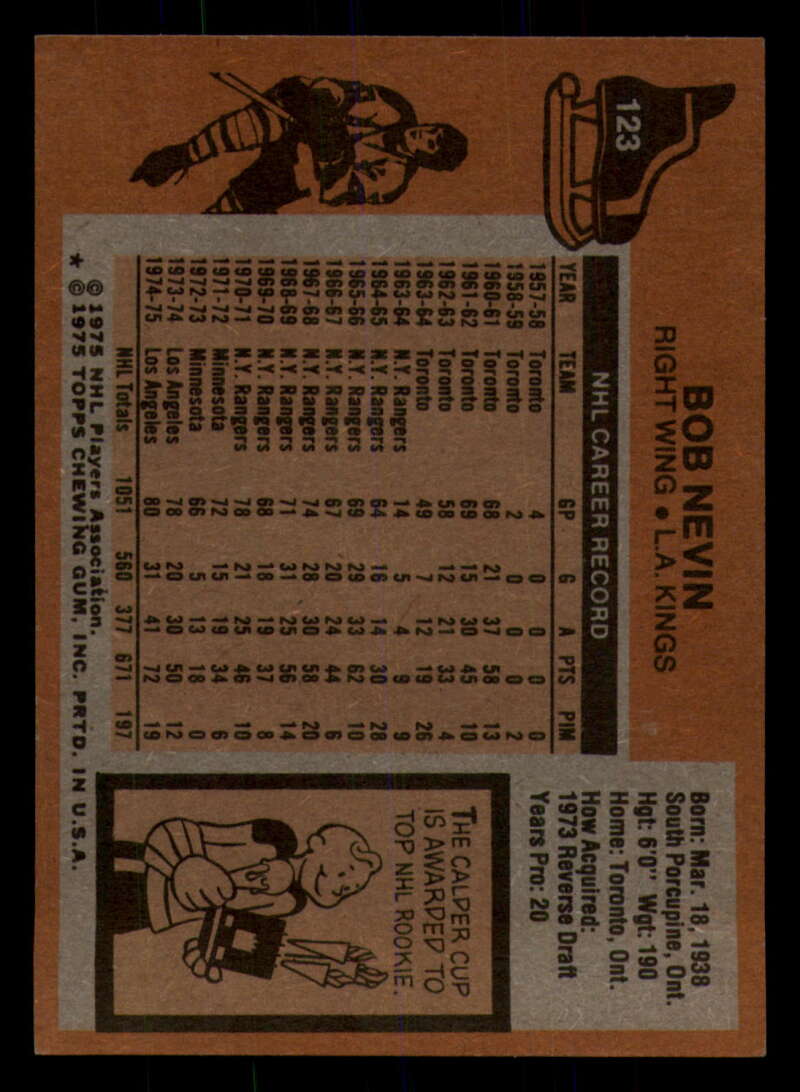 123
BOB NEVIN
RIGHT WING • L.A. KINGS
NHL CAREER RECORD
YEAR TEAM GP G A PTS PIM
1957-58 Toronto 4 0 0 0 0
1958-59 Toronto 2 0 0 0 2
1960-61 Toronto 68 21 37 58 13
1961-62 Toronto 69 15 30 45 10
1962-63 Toronto 58 12 21 33 4
1963-64 Toronto 49 7 12 19 26
1963-64 N.Y. Rangers 14 5 4 9 9
1964-65 N.Y. Rangers 64 16 14 30 28
1965-66 N.Y. Rangers 69 29 33 62 10
1966-67 N.Y. Rangers 67 20 24 44 6
1967-68 N.Y. Rangers 74 28 30 58 20
1968-69 N.Y. Rangers 71 31 25 56 14
1969-70 N.Y. Rangers 68 18 19 37 8
1970-71 N.Y. Rangers 78 21 25 46 10
1971-72 Minnesota 72 15 19 34 6
1972-73 Minnesota 66 5 13 18 0
1973-74 Los Angeles 78 20 30 50 12
1974-75 Los Angeles 80 31 41 72 19
NHL Totals 1051 560 377 671 197
© 1975 NHL Players Association.
* © 1975 TOPPS CHEWING GUM, INC. PRTD. IN U.S.A.
Born: Mar. 18, 1938
South Porcupine, Ont.
Hgt: 6'0" Wgt: 190
Home: Toronto, Ont.
How Acquired:
1973 Reverse Draft
Years Pro: 20
THE CALDER CUP
IS AWARDED TO
TOP NHL ROOKIE.